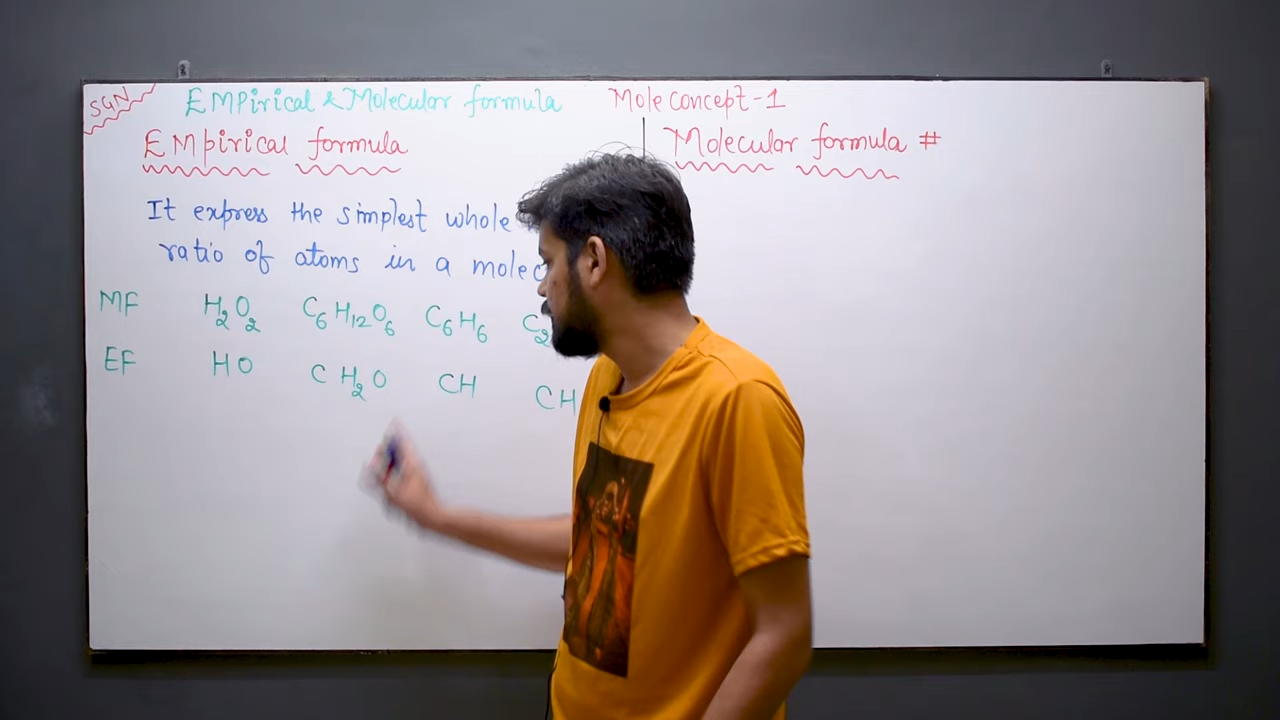 SGN
EMpirical & Molecular formula Mole concept-1
EMpirical formula
Molecular formula #
It express the simplest whole
ratio of atoms in a
MF H₂O₂ C₆H₁₂O₆ C₆H₆
EF HO CH₂O CH CH